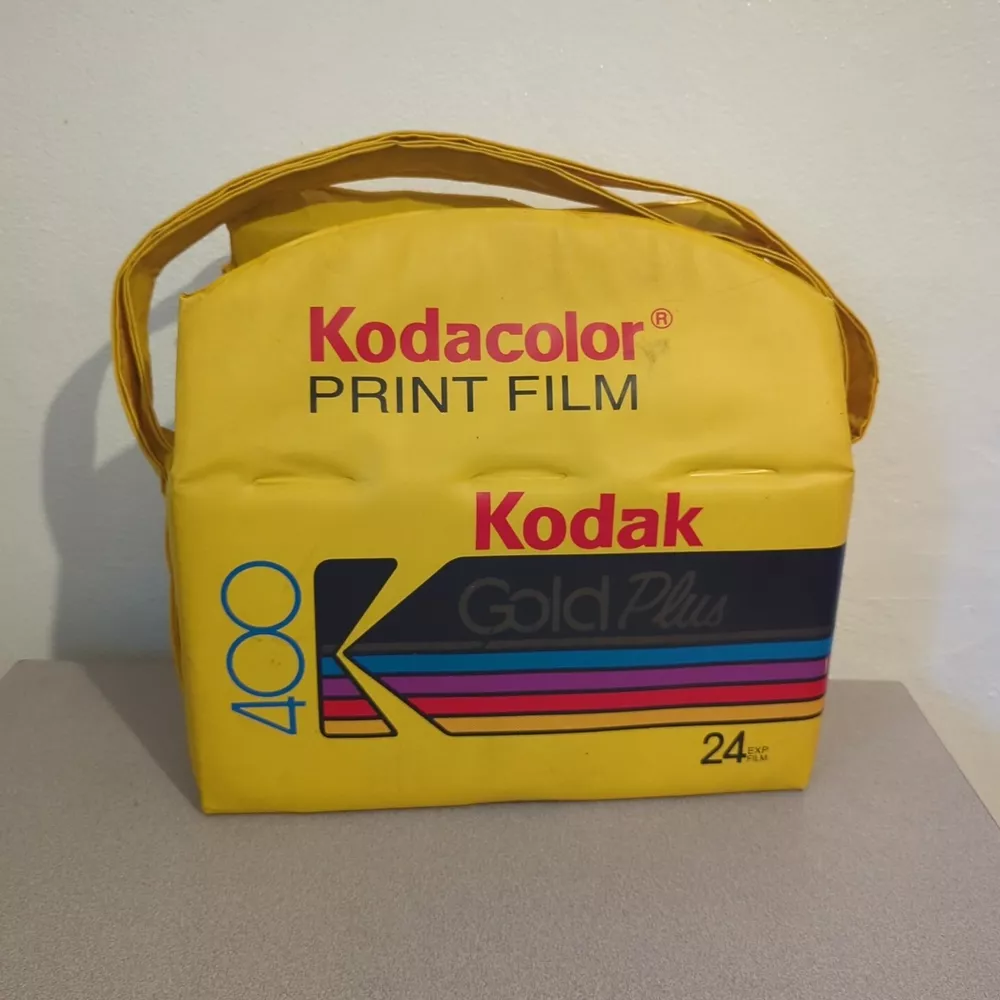 Kodacolor®
PRINT FILM
Kodak
Gold Plus
400
24 EXP
FILM